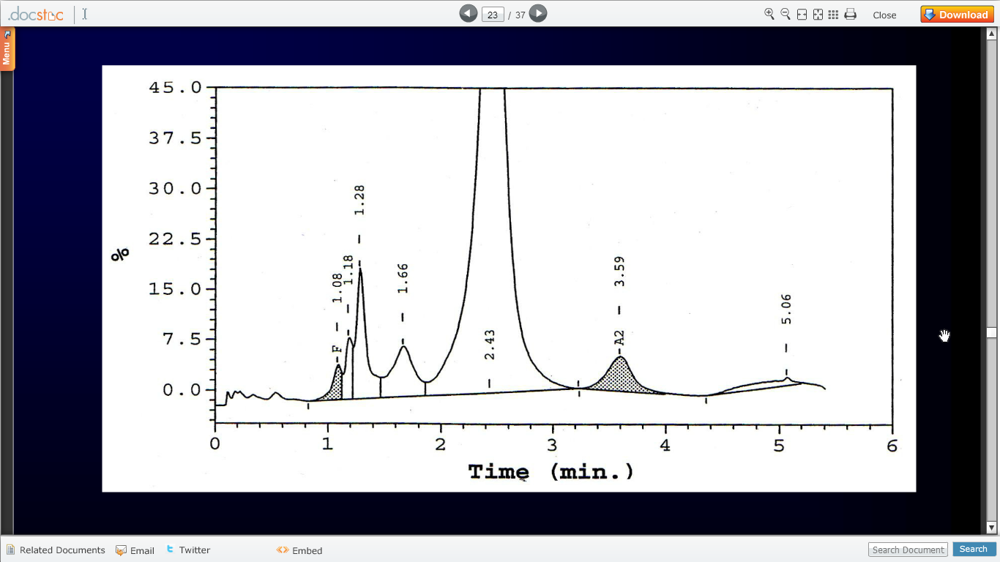 .docstoc
23 / 37
Close
Download
Menu
45.0
37.5
30.0
22.5
15.0
7.5
0.0
%
F
1.08
1.18
1.28
1.66
2.43
A2
3.59
5.06
0 1 2 3 4 5 6
Time (min.)
Related Documents Email Twitter Embed Search Document Search